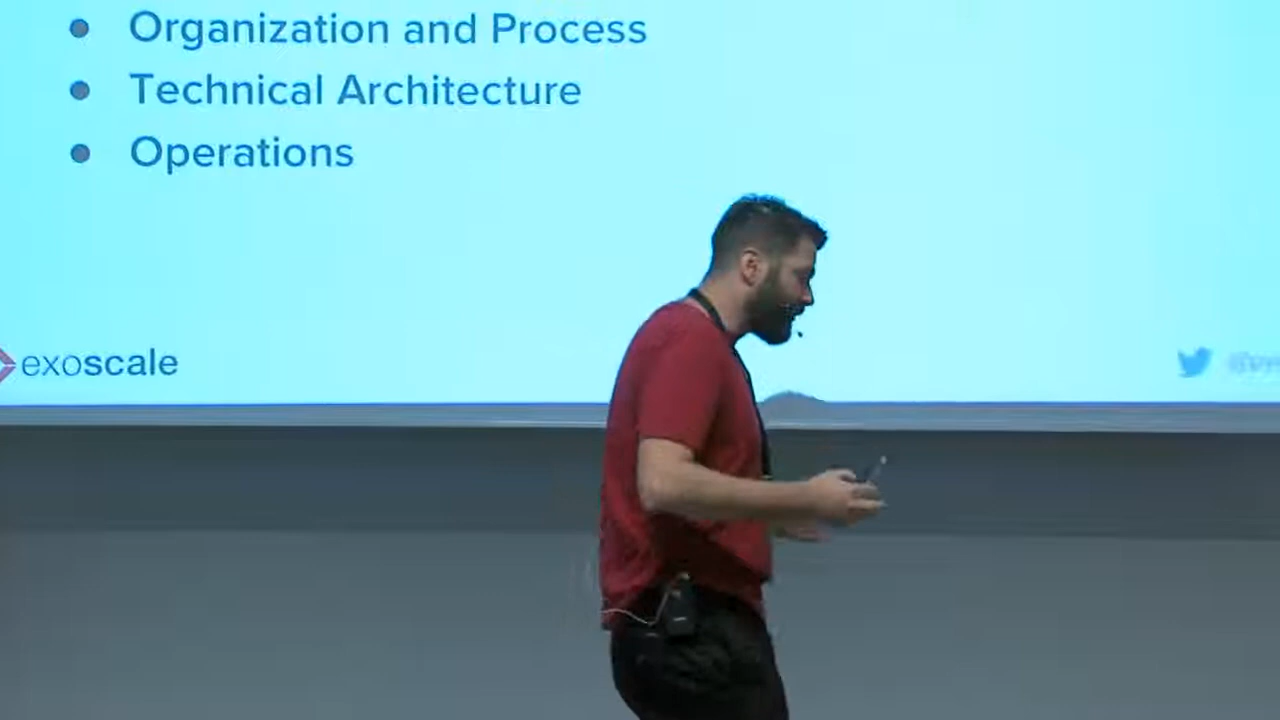 Organization and Process
Technical Architecture
Operations
exoscale